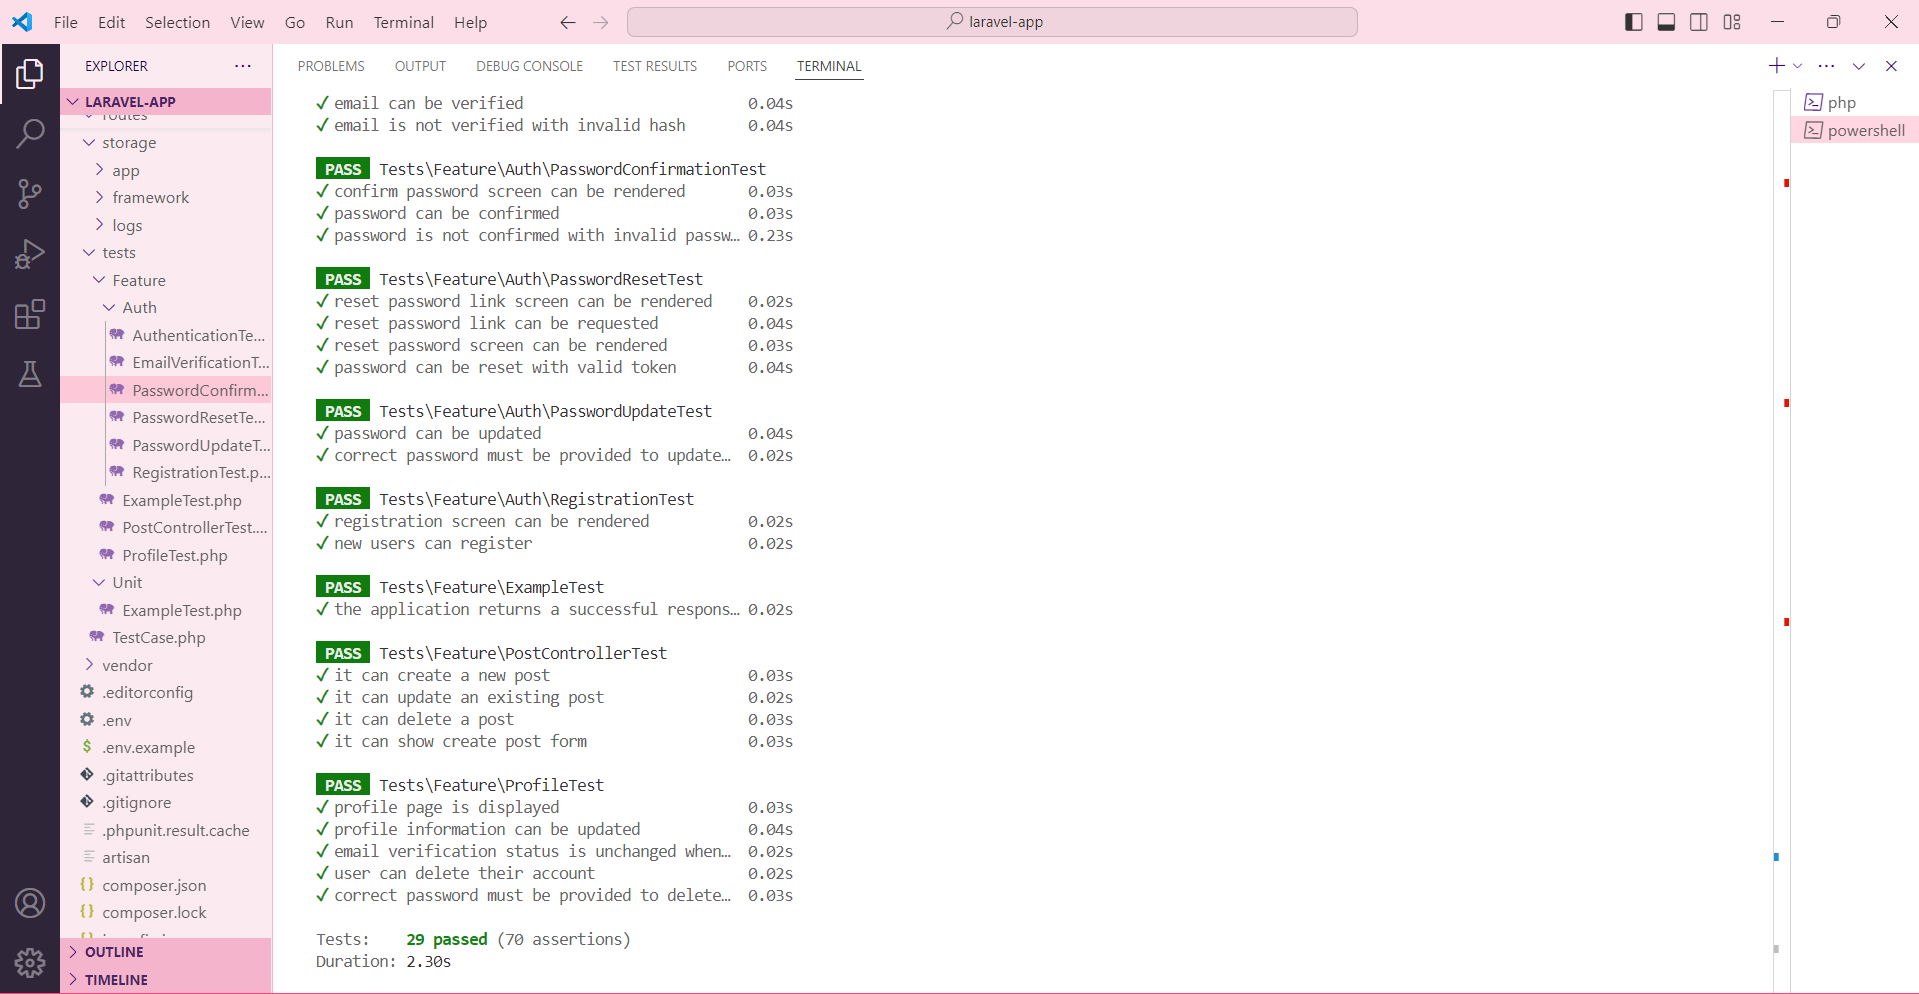 File Edit Selection View Go Run Terminal Help
laravel-app
EXPLORER
LARAVEL-APP
routes
storage
app
framework
logs
tests
Feature
Auth
AuthenticationTe...
EmailVerificationT...
PasswordConfirm...
PasswordResetTe...
PasswordUpdateT...
RegistrationTest.p...
ExampleTest.php
PostControllerTest....
ProfileTest.php
Unit
ExampleTest.php
TestCase.php
vendor
.editorconfig
.env
$ .env.example
.gitattributes
.gitignore
.phpunit.result.cache
artisan
{} composer.json
{} composer.lock
OUTLINE
TIMELINE
PROBLEMS OUTPUT DEBUG CONSOLE TEST RESULTS PORTS TERMINAL
✓ email can be verified 0.04s
✓ email is not verified with invalid hash 0.04s
PASS Tests\Feature\Auth\PasswordConfirmationTest
✓ confirm password screen can be rendered 0.03s
✓ password can be confirmed 0.03s
✓ password is not confirmed with invalid passw… 0.23s
PASS Tests\Feature\Auth\PasswordResetTest
✓ reset password link screen can be rendered 0.02s
✓ reset password link can be requested 0.04s
✓ reset password screen can be rendered 0.03s
✓ password can be reset with valid token 0.04s
PASS Tests\Feature\Auth\PasswordUpdateTest
✓ password can be updated 0.04s
✓ correct password must be provided to update… 0.02s
PASS Tests\Feature\Auth\RegistrationTest
✓ registration screen can be rendered 0.02s
✓ new users can register 0.02s
PASS Tests\Feature\ExampleTest
✓ the application returns a successful respons… 0.02s
PASS Tests\Feature\PostControllerTest
✓ it can create a new post 0.03s
✓ it can update an existing post 0.02s
✓ it can delete a post 0.03s
✓ it can show create post form 0.03s
PASS Tests\Feature\ProfileTest
✓ profile page is displayed 0.03s
✓ profile information can be updated 0.04s
✓ email verification status is unchanged when… 0.02s
✓ user can delete their account 0.02s
✓ correct password must be provided to delete… 0.03s
Tests: 29 passed (70 assertions)
Duration: 2.30s
php
powershell